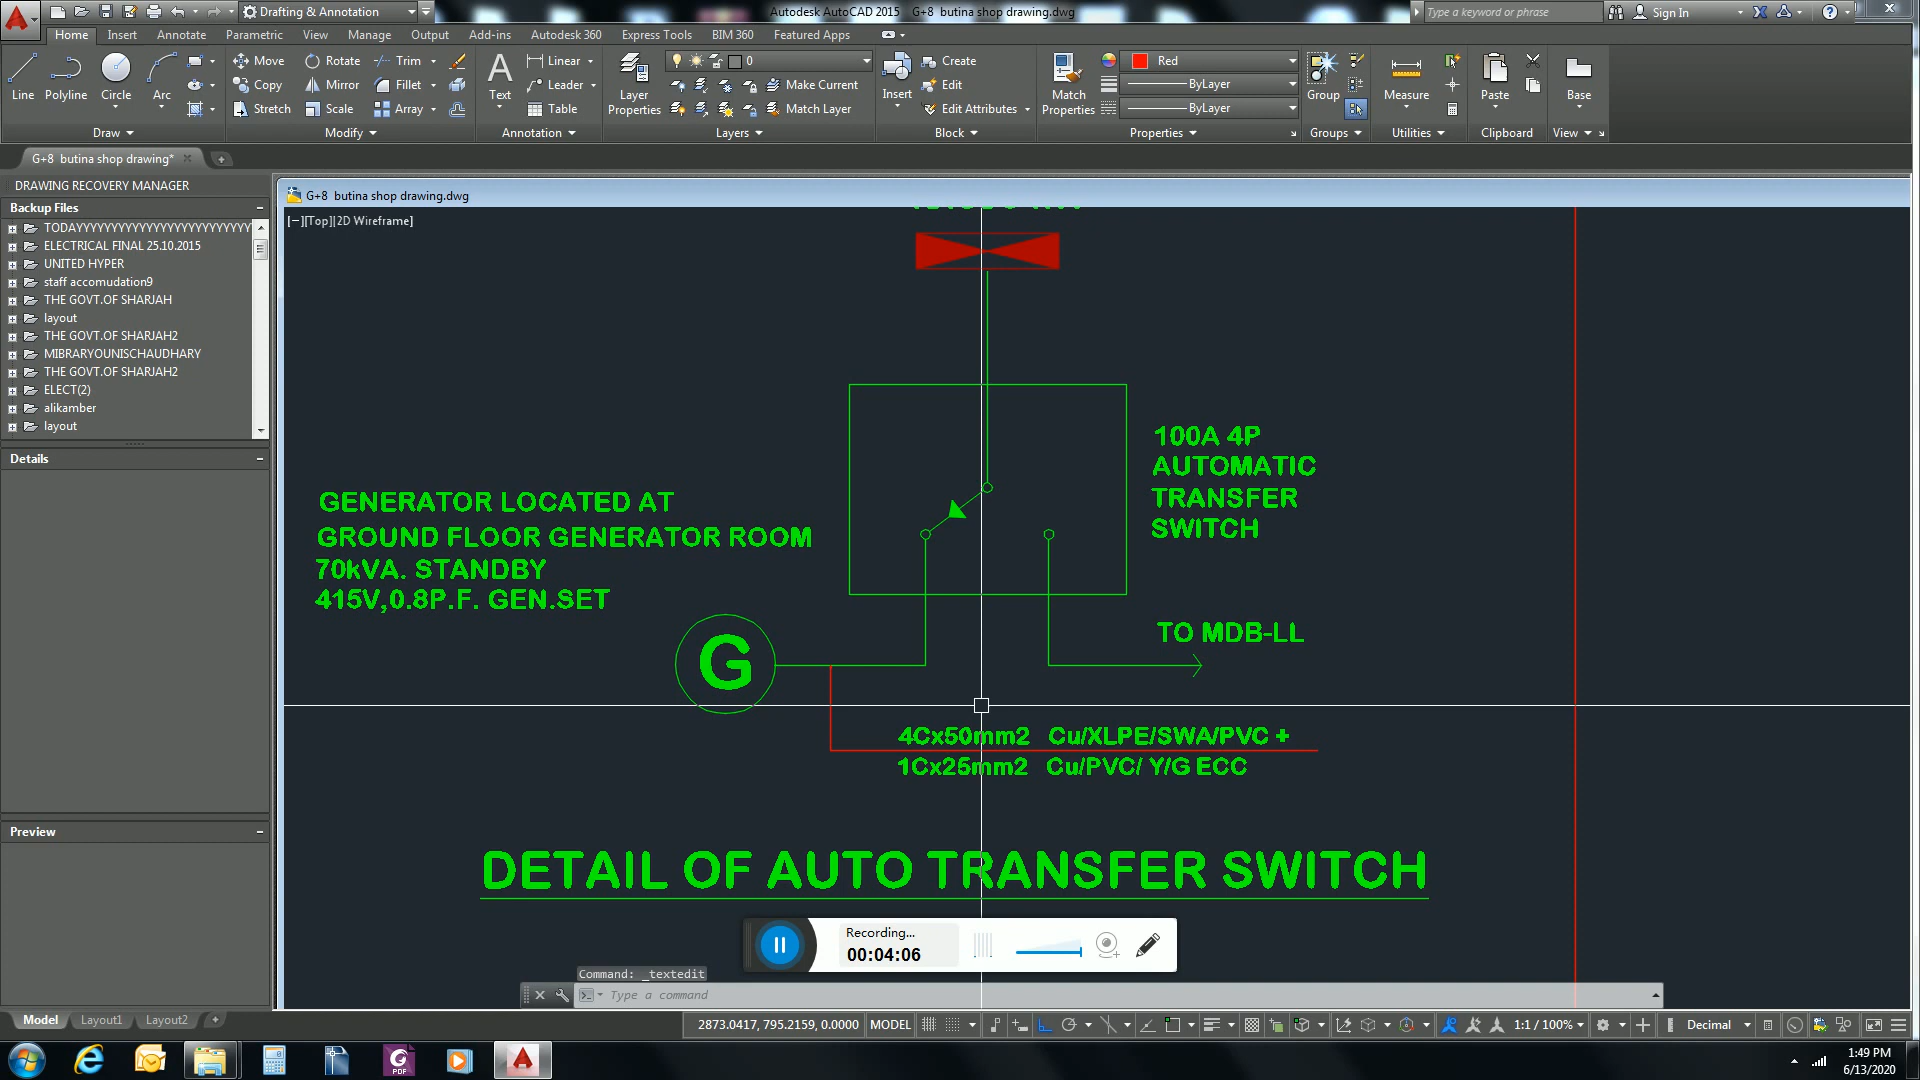 Drafting & Annotation
Autodesk AutoCAD 2015 G+8 butina shop drawing.dwg
Type a keyword or phrase
Sign In
Home Insert Annotate Parametric View Manage Output Add-ins Autodesk 360 Express Tools BIM 360 Featured Apps
Line Polyline Circle Arc
Draw
Move Rotate Trim
Copy Mirror Fillet
Stretch Scale Array
Modify
Text
Linear
Leader
Table
Annotation
Layer Properties
0
Make Current
Match Layer
Layers
Insert
Create
Edit
Edit Attributes
Block
Match Properties
Red
ByLayer
ByLayer
Properties
Group
Groups
Measure
Utilities
Paste
Clipboard
Base
View
G+8 butina shop drawing*
DRAWING RECOVERY MANAGER
Backup Files
TODAYYYYYYYYYYYYYYYYYYYYYYYY
ELECTRICAL FINAL 25.10.2015
UNITED HYPER
staff accomudation9
THE GOVT.OF SHARJAH
layout
THE GOVT.OF SHARJAH2
MIBRARYOUNISCHAUDHARY
THE GOVT.OF SHARJAH2
ELECT(2)
alikamber
layout
Details
Preview
G+8 butina shop drawing.dwg
[−][Top][2D Wireframe]
100A 4P
AUTOMATIC
TRANSFER
SWITCH
GENERATOR LOCATED AT
GROUND FLOOR GENERATOR ROOM
70kVA. STANDBY
415V,0.8P.F. GEN.SET
G
TO MDB-LL
4Cx50mm2 Cu/XLPE/SWA/PVC +
1Cx25mm2 Cu/PVC/ Y/G ECC
DETAIL OF AUTO TRANSFER SWITCH
Recording...
00:04:06
Command: _textedit
Type a command
Model Layout1 Layout2
2873.0417, 795.2159, 0.0000 MODEL
1:1 / 100%
Decimal
PDF
1:49 PM
6/13/2020